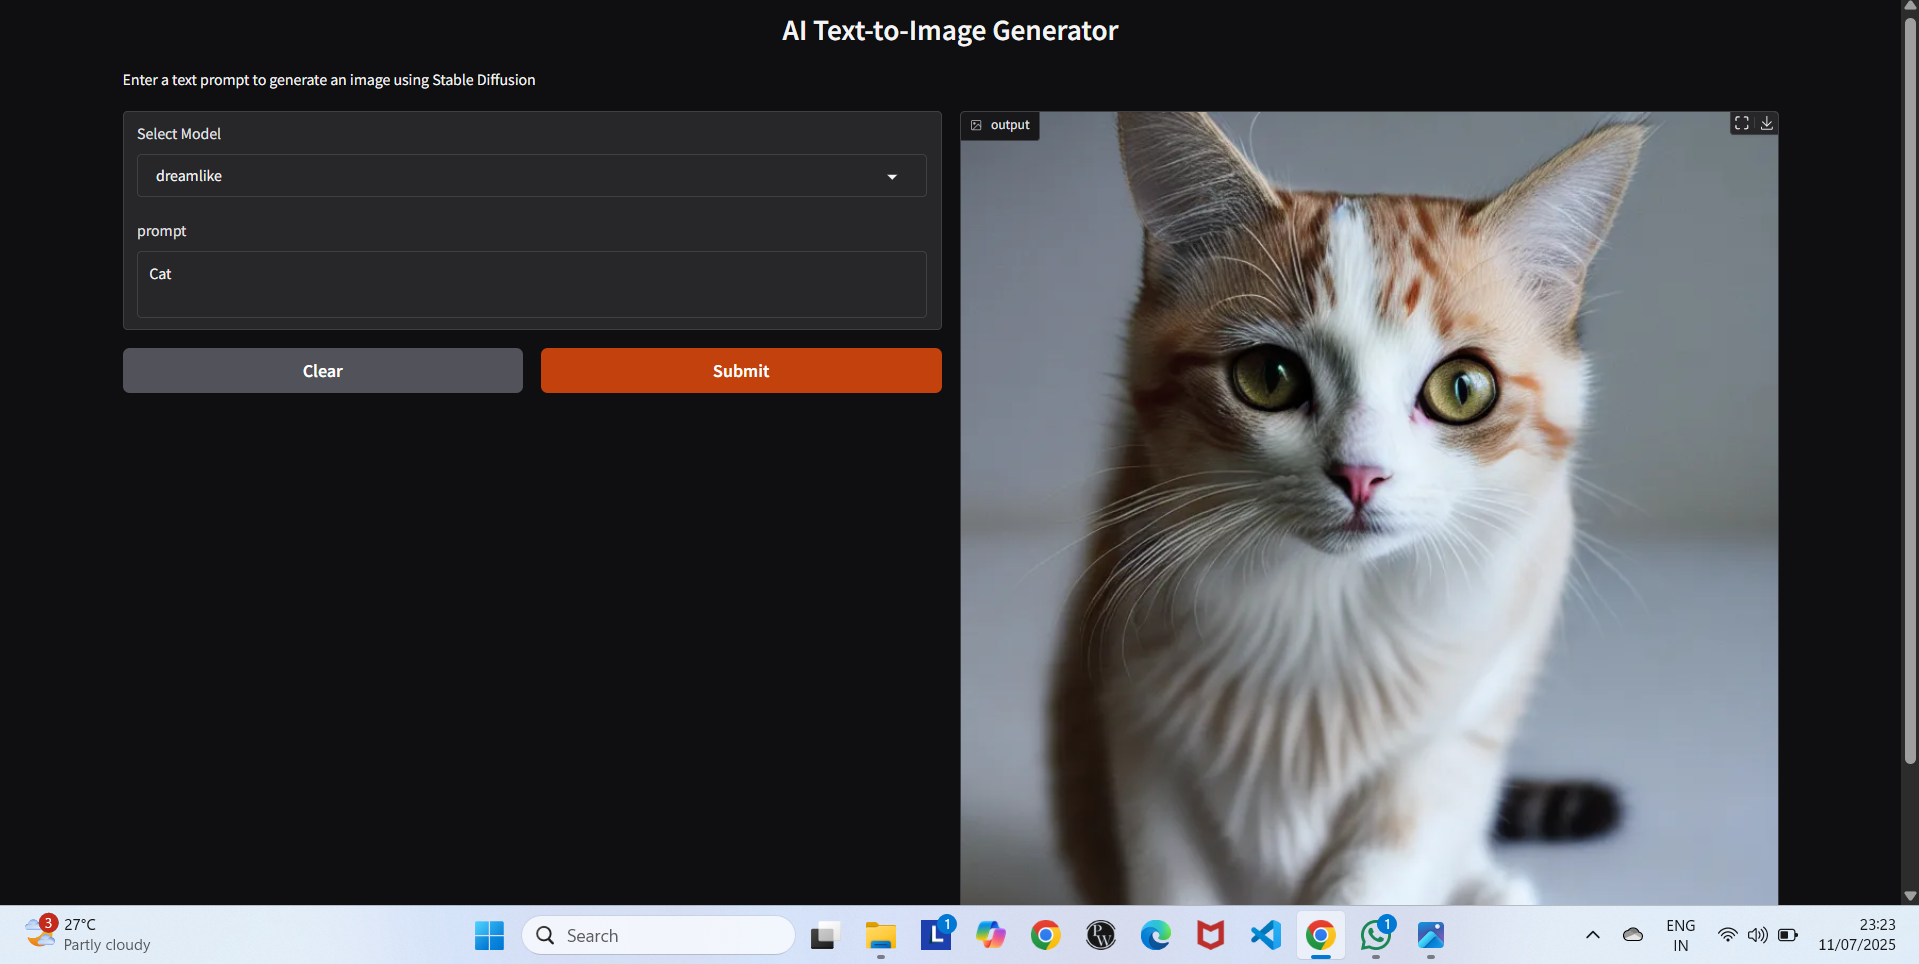 AI Text-to-Image Generator
Enter a text prompt to generate an image using Stable Diffusion
Select Model
dreamlike
prompt
Cat
Clear
Submit
output
3
27°C
Partly cloudy
Search
L
1
PW
1
ENG
IN
23:23
11/07/2025